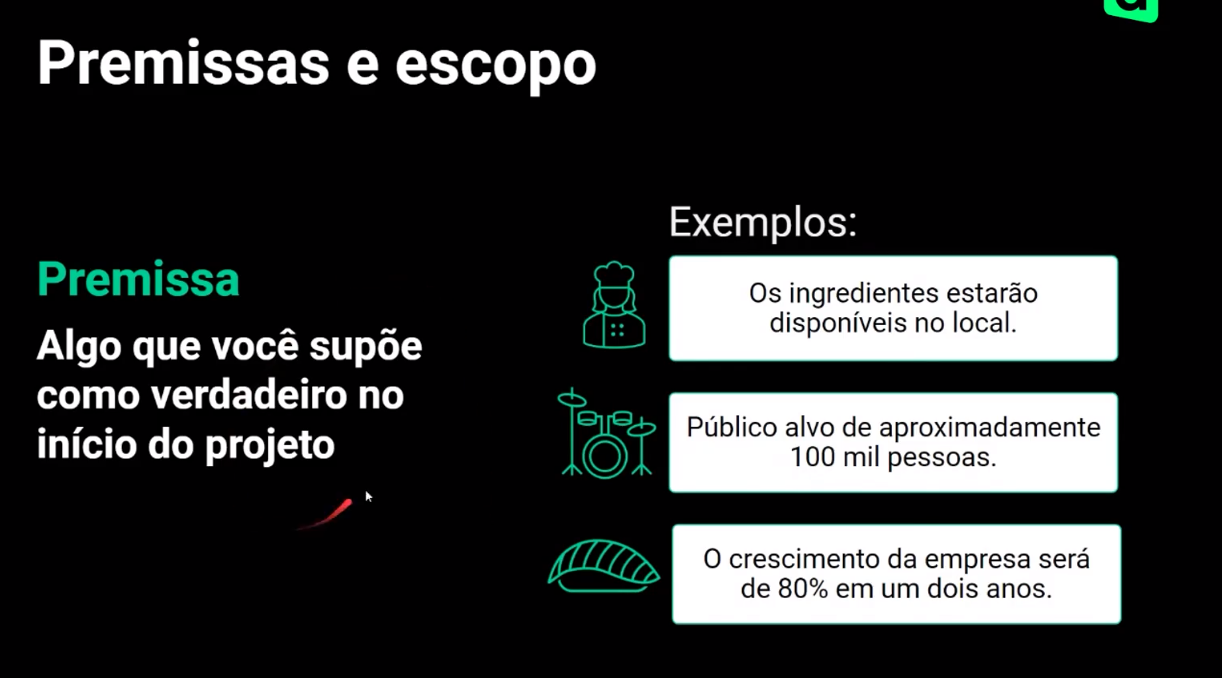 Premissas e escopo
Premissa
Algo que você supõe
como verdadeiro no
início do projeto
Exemplos:
Os ingredientes estarão
disponíveis no local.
Público alvo de aproximadamente
100 mil pessoas.
O crescimento da empresa será
de 80% em um dois anos.